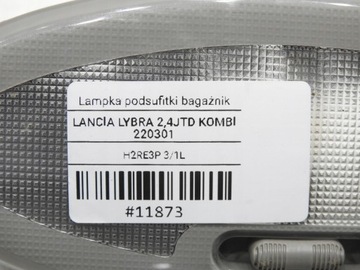 Lampka podsufitki bagażnik
LANCIA LYBRA 2,4JTD KOMBI
220301
H2RE3P 3/1L
#11873